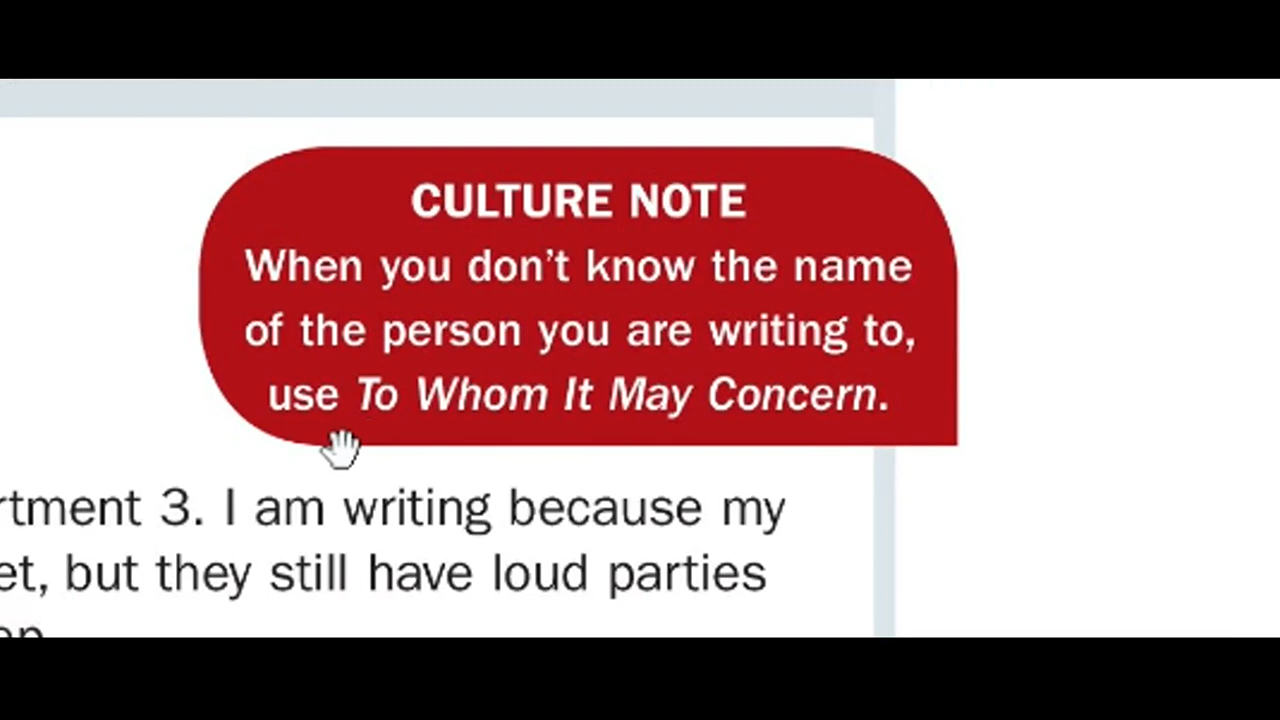 CULTURE NOTE
When you don’t know the name
of the person you are writing to,
use To Whom It May Concern.
rtment 3. I am writing because my
et, but they still have loud parties